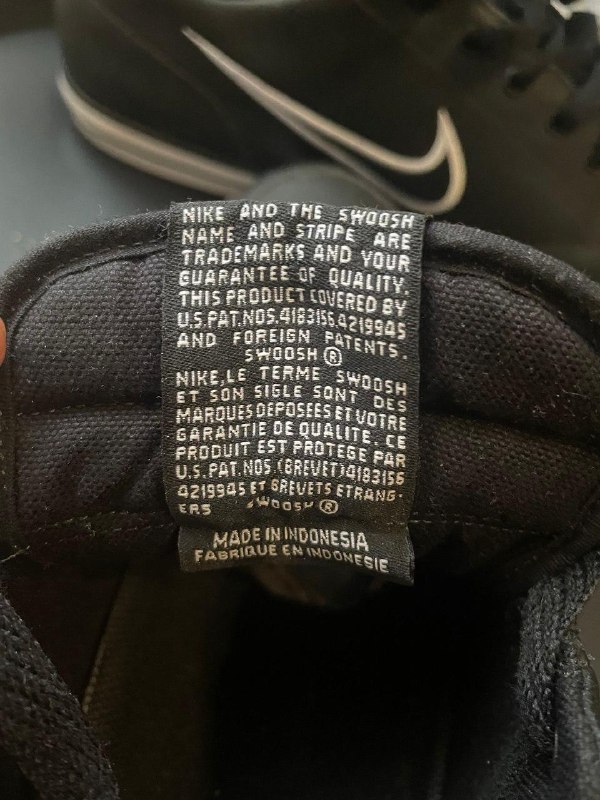 NIKE AND THE SWOOSH
NAME AND STRIPE ARE
TRADEMARKS AND YOUR
GUARANTEE OF QUALITY.
THIS PRODUCT COVERED BY
U.S.PAT.NOS.4183156,4219945
AND FOREIGN PATENTS.
SWOOSH ®
NIKE,LE TERME SWOOSH
ET SON SIGLE SONT DES
MARQUES DEPOSEES ET VOTRE
GARANTIE DE QUALITE. CE
PRODUIT EST PROTEGE PAR
U.S.PAT.NOS (BREVET)4183156
4219945 ET BREVETS ETRANG-
ERS SWOOSH ®
MADE IN INDONESIA
FABRIQUE EN INDONESIE